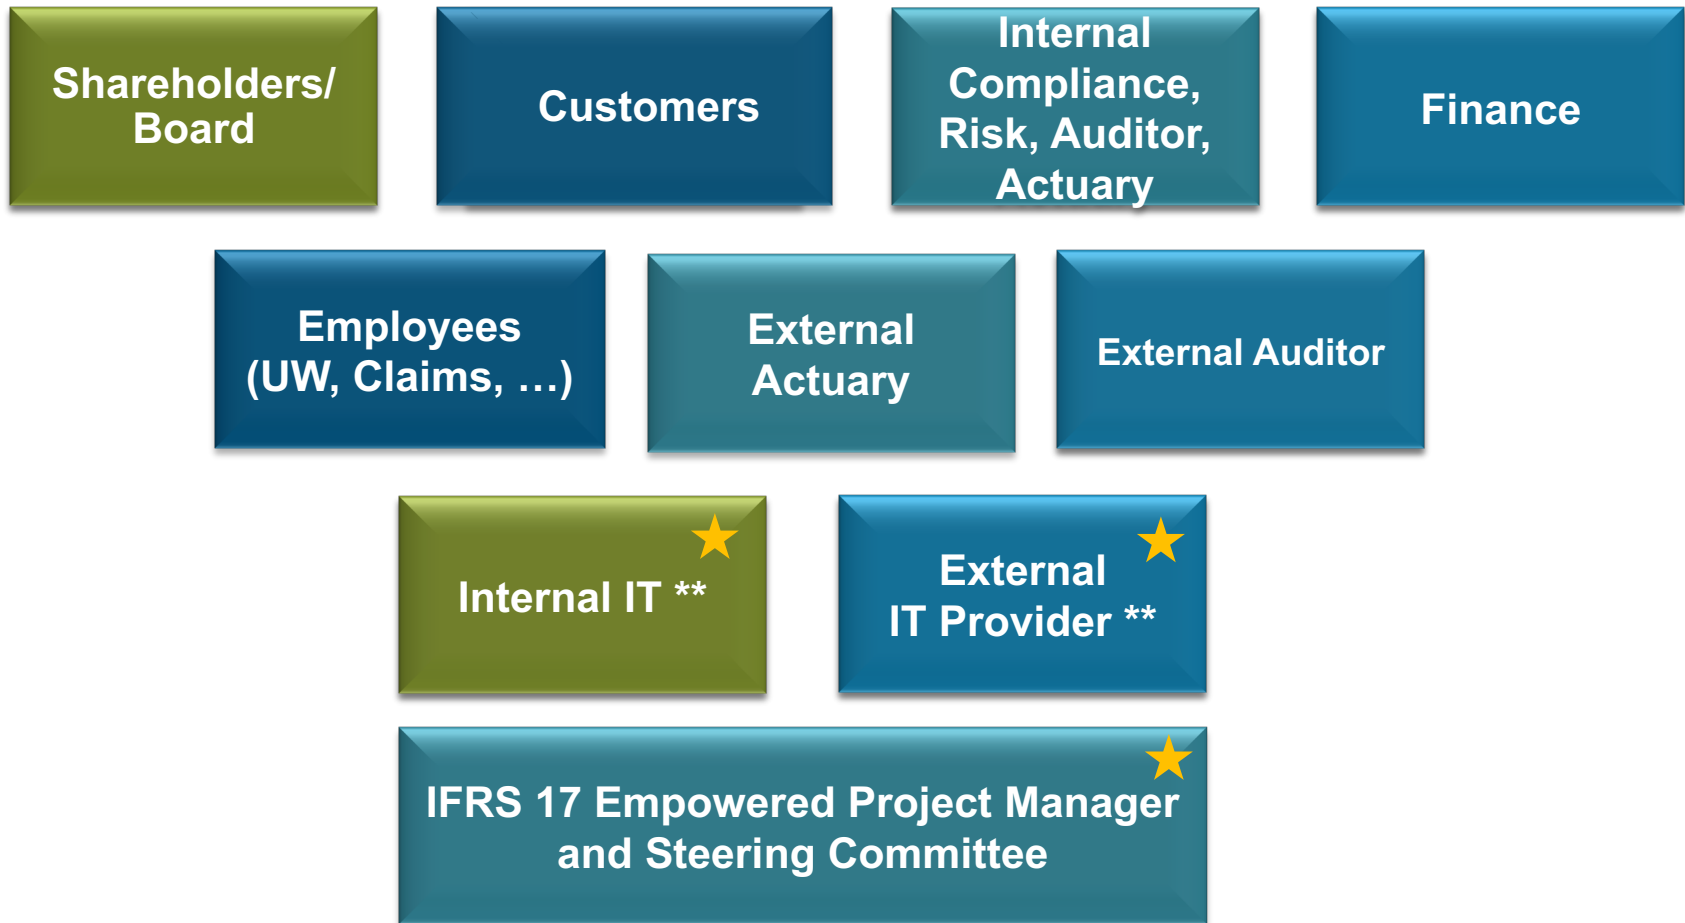 Shareholders/
Board
Customers
Internal
Compliance,
Risk, Auditor,
Actuary
Finance
Employees
(UW, Claims, …)
External
Actuary
External Auditor
Internal IT **
External
IT Provider **
IFRS 17 Empowered Project Manager
and Steering Committee